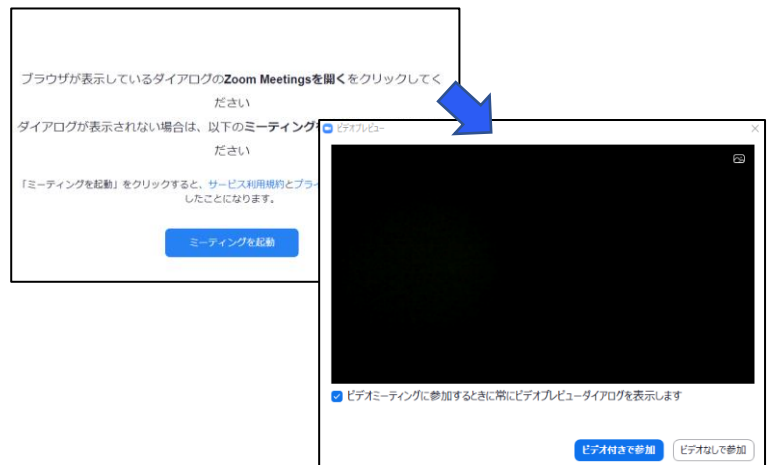 ブラウザが表示しているダイアログのZoom Meetingsを開くをクリックしてく
ださい
ダイアログが表示されない場合は、以下のミーティング
ださい
「ミーティングを起動」をクリックすると、サービス利用規約とプライ
したことになります。
ミーティングを起動
ビデオプレビュー
ビデオミーティングに参加するときに常にビデオプレビューダイアログを表示します
ビデオ付きで参加
ビデオなしで参加